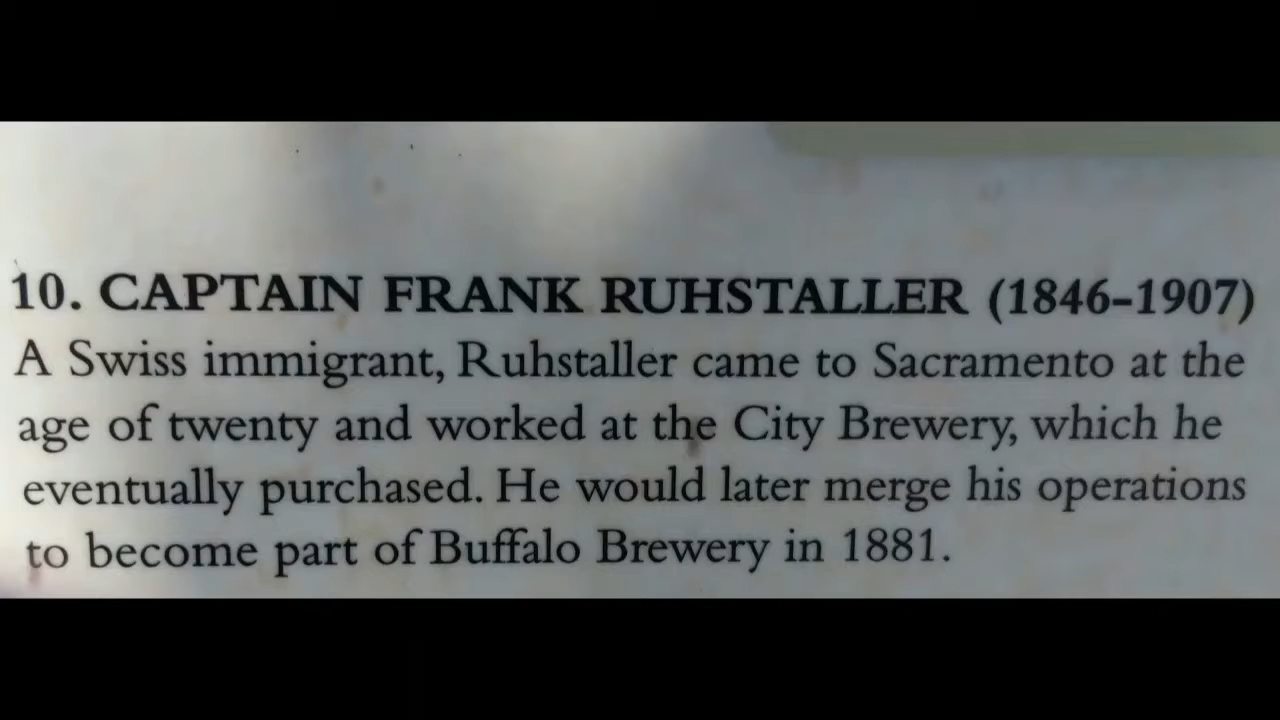 10. CAPTAIN FRANK RUHSTALLER (1846–1907)
A Swiss immigrant, Ruhstaller came to Sacramento at the
age of twenty and worked at the City Brewery, which he
eventually purchased. He would later merge his operations
to become part of Buffalo Brewery in 1881.